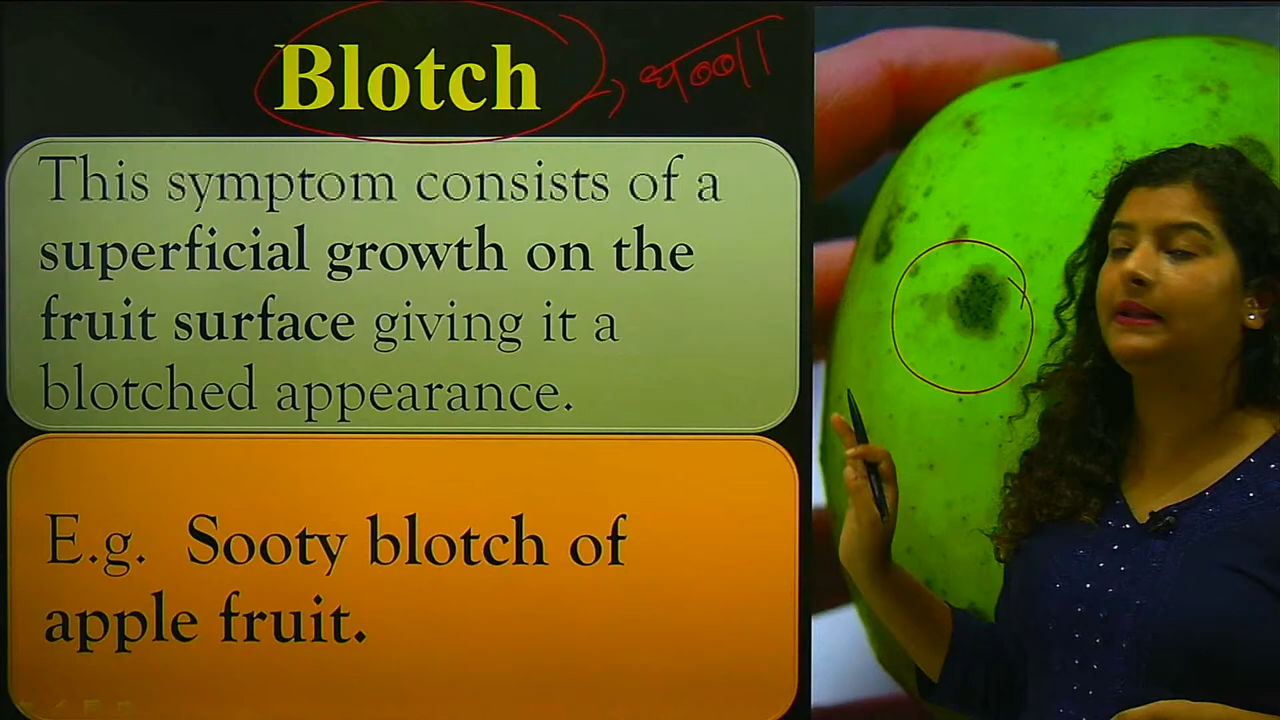 Blotch
धब्बा
This symptom consists of a
superficial growth on the
fruit surface giving it a
blotched appearance.
E.g. Sooty blotch of
apple fruit.